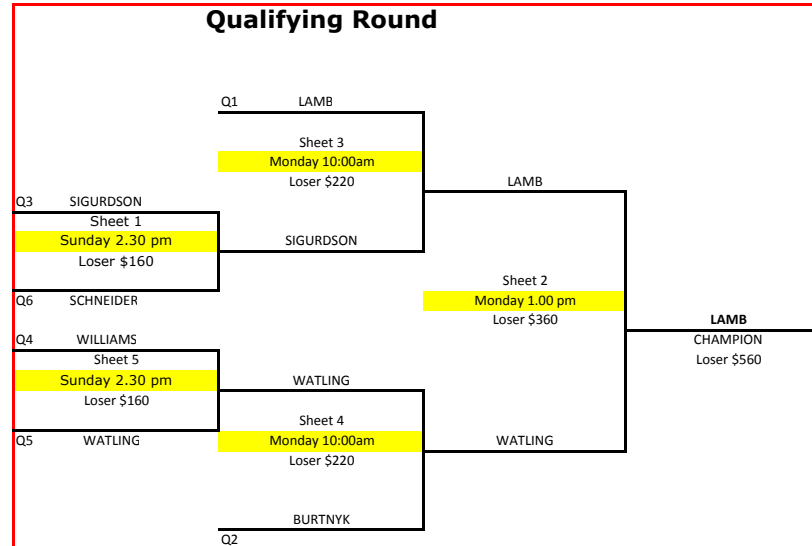 Qualifying Round
Q1 LAMB
Sheet 3
Monday 10:00am
Loser $220
LAMB
Q3 SIGURDSON
Sheet 1
Sunday 2.30 pm
Loser $160
SIGURDSON
Q6 SCHNEIDER
Sheet 2
Monday 1.00 pm
Loser $360
LAMB
CHAMPION
Loser $560
Q4 WILLIAMS
Sheet 5
Sunday 2.30 pm
Loser $160
WATLING
Q5 WATLING
Sheet 4
Monday 10:00am
Loser $220
WATLING
BURTNYK
Q2